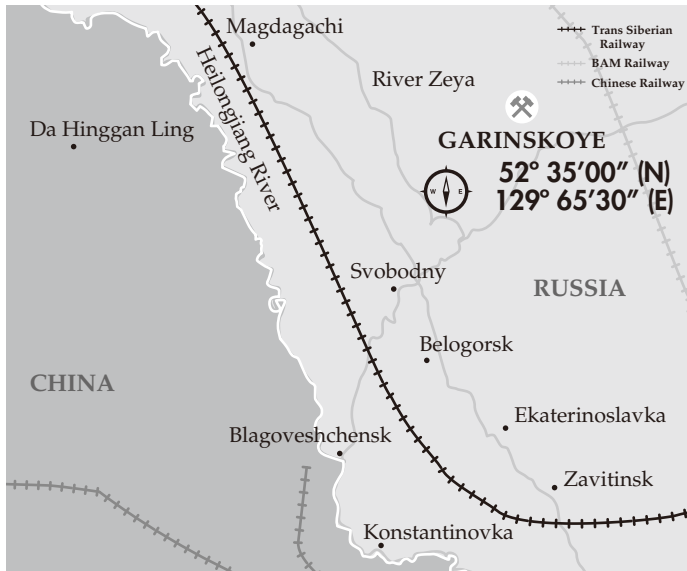 Magdagachi
Trans Siberian
Railway
BAM Railway
Chinese Railway
River Zeya
Heilongjiang River
Da Hinggan Ling
GARINSKOYE
52° 35’00” (N)
129° 65’30” (E)
W E
Svobodny
RUSSIA
Belogorsk
CHINA
Ekaterinoslavka
Blagoveshchensk
Zavitinsk
Konstantinovka